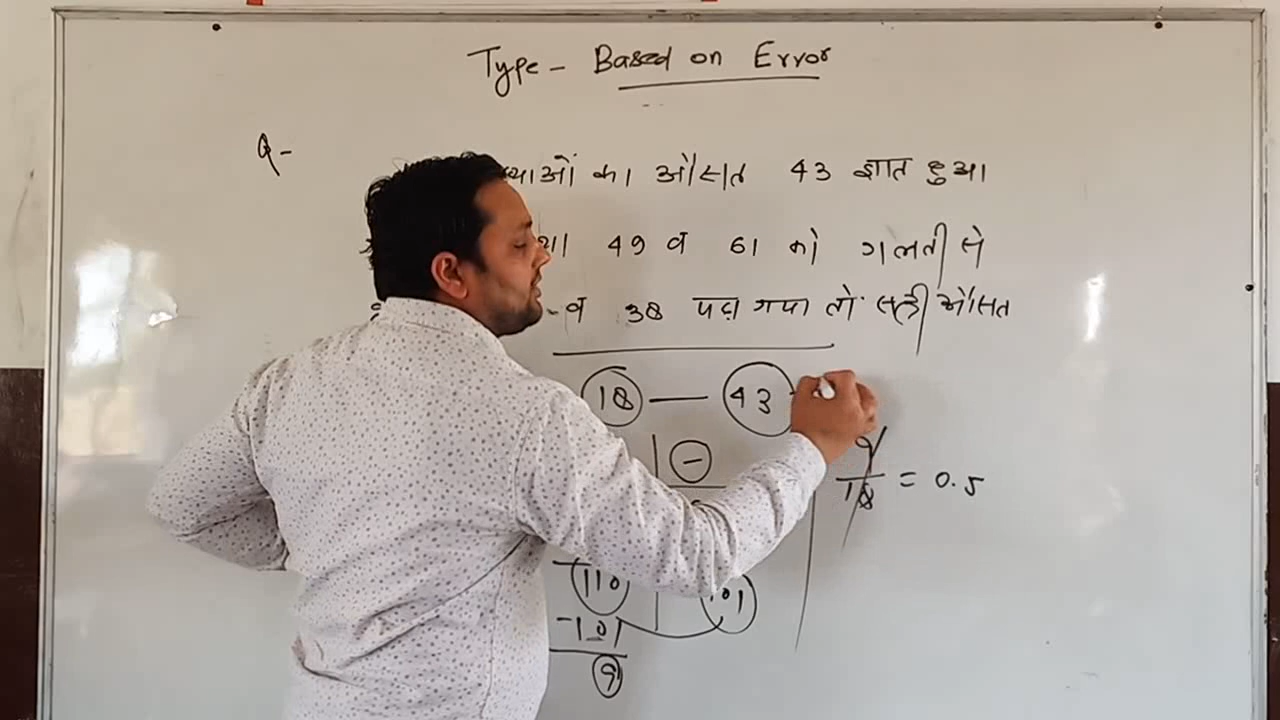 Type - Based on Error
Q-
का औसत 43 ज्ञात हुआ
49 व 61 को गलती से
व 38 पढ़ा गया तो सही औसत
18 — 43
-
9/18 = 0.5
110
101
-101
9